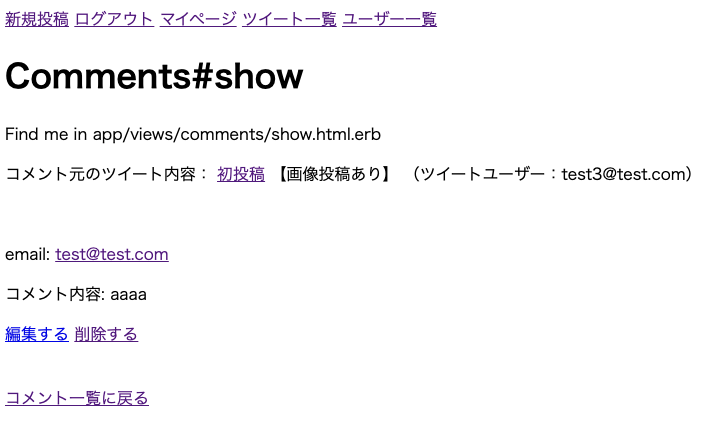 新規投稿 ログアウト マイページ ツイート一覧 ユーザー一覧
Comments#show
Find me in app/views/comments/show.html.erb
コメント元のツイート内容： 初投稿 【画像投稿あり】 （ツイートユーザー：test3@test.com）
email: test@test.com
コメント内容: aaaa
編集する 削除する
コメント一覧に戻る